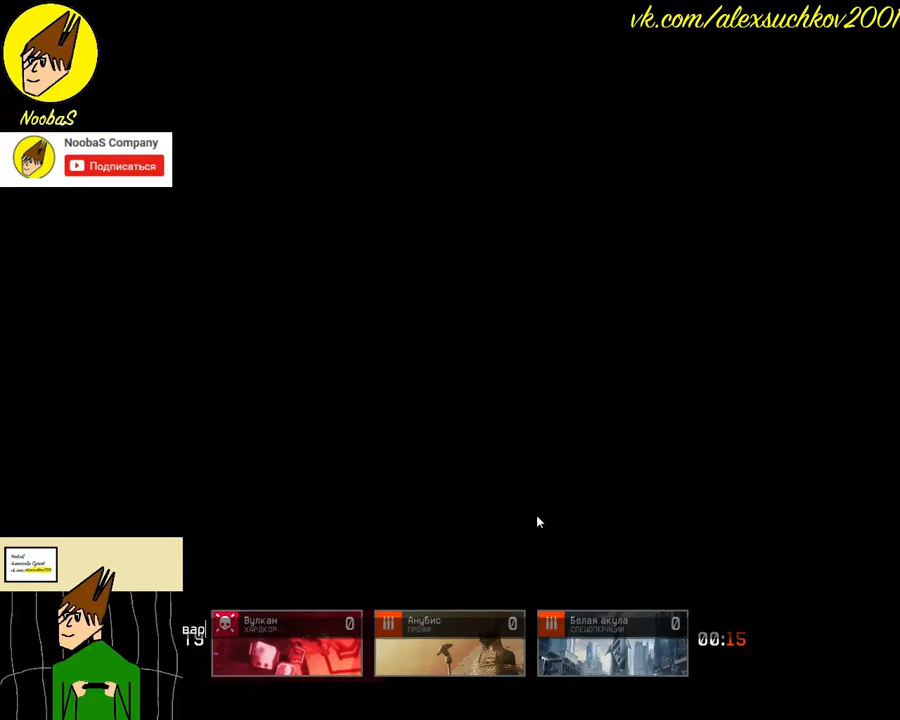 vk.com/alexsuchkov2001
NoobaS
NoobaS Company
Подписаться
вар
Вулкан 0
ХАРДКОР
Анубис 0
ПРОФИ
Белая акула 0
СПЕЦОПЕРАЦИИ
00:15